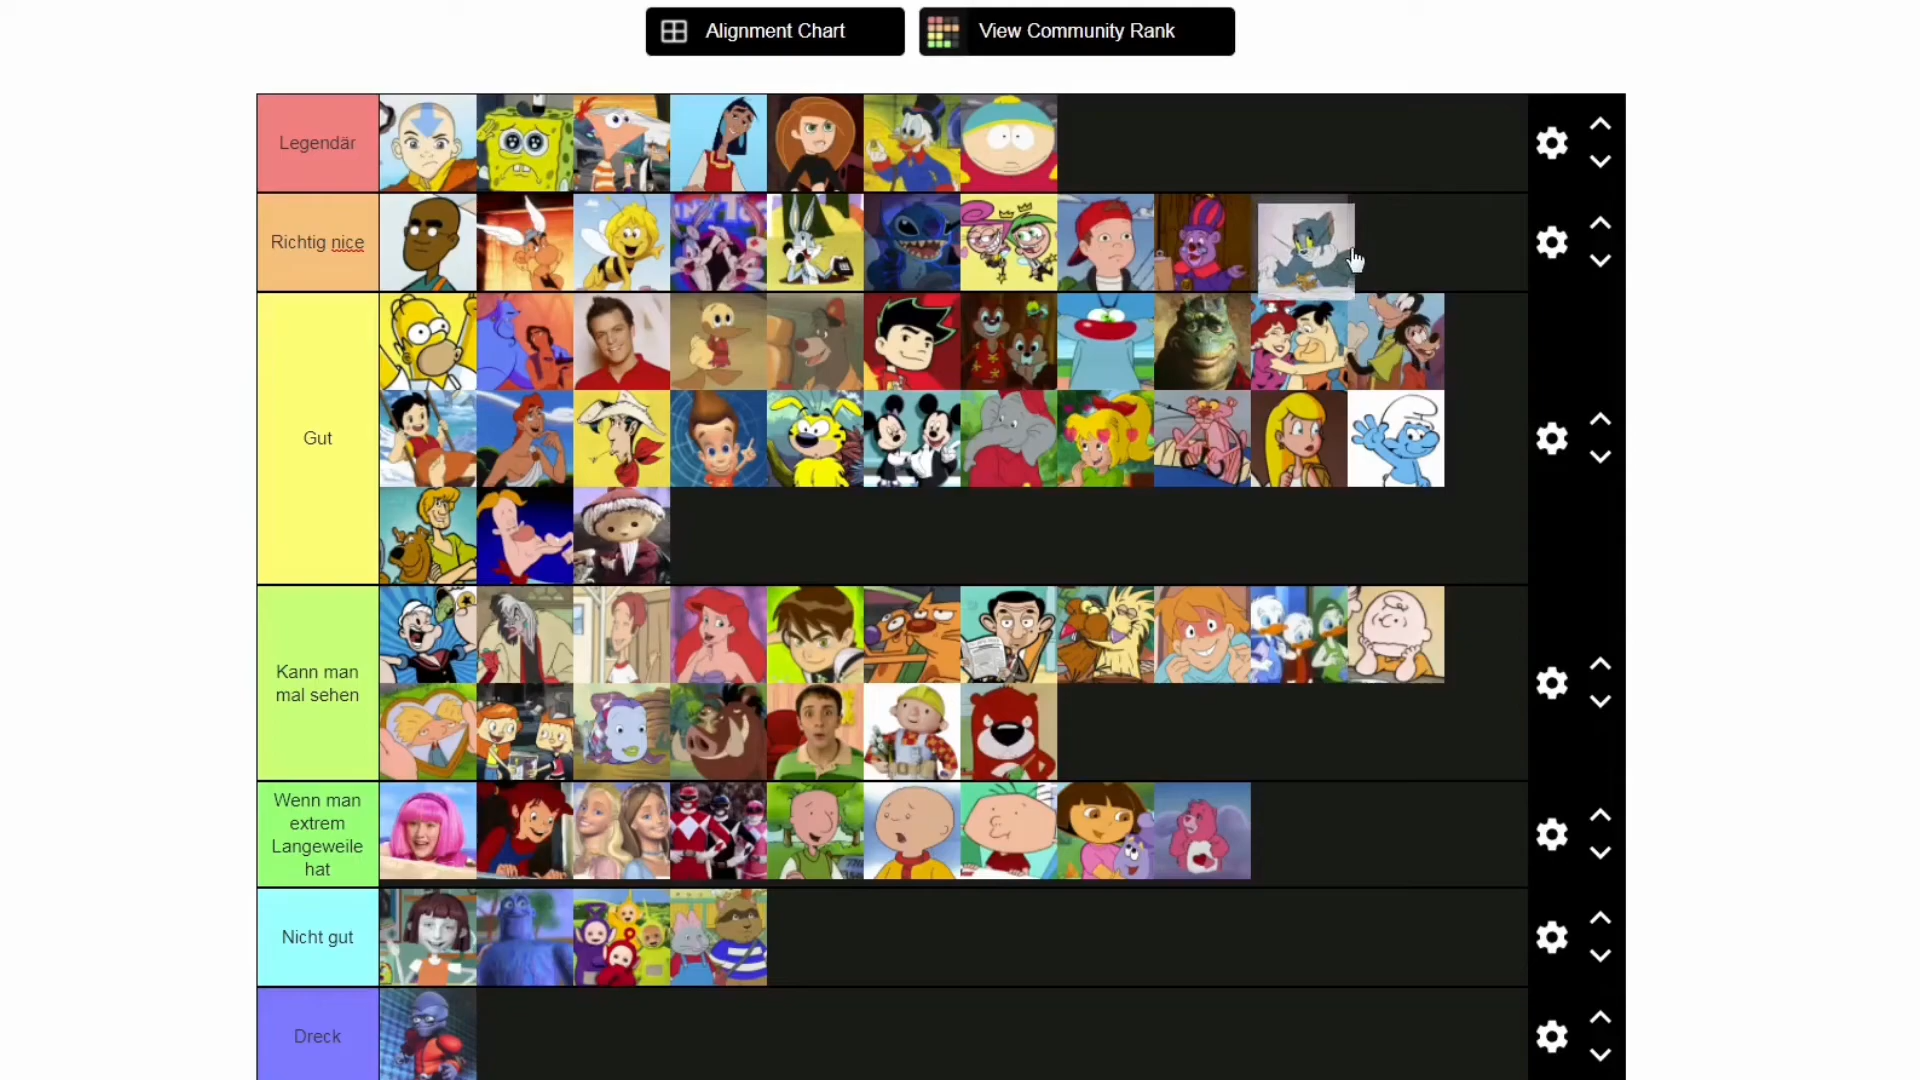 Alignment Chart
View Community Rank
Legendär
Richtig nice
Gut
Kann man
mal sehen
Wenn man
extrem
Langeweile
hat
Nicht gut
Dreck